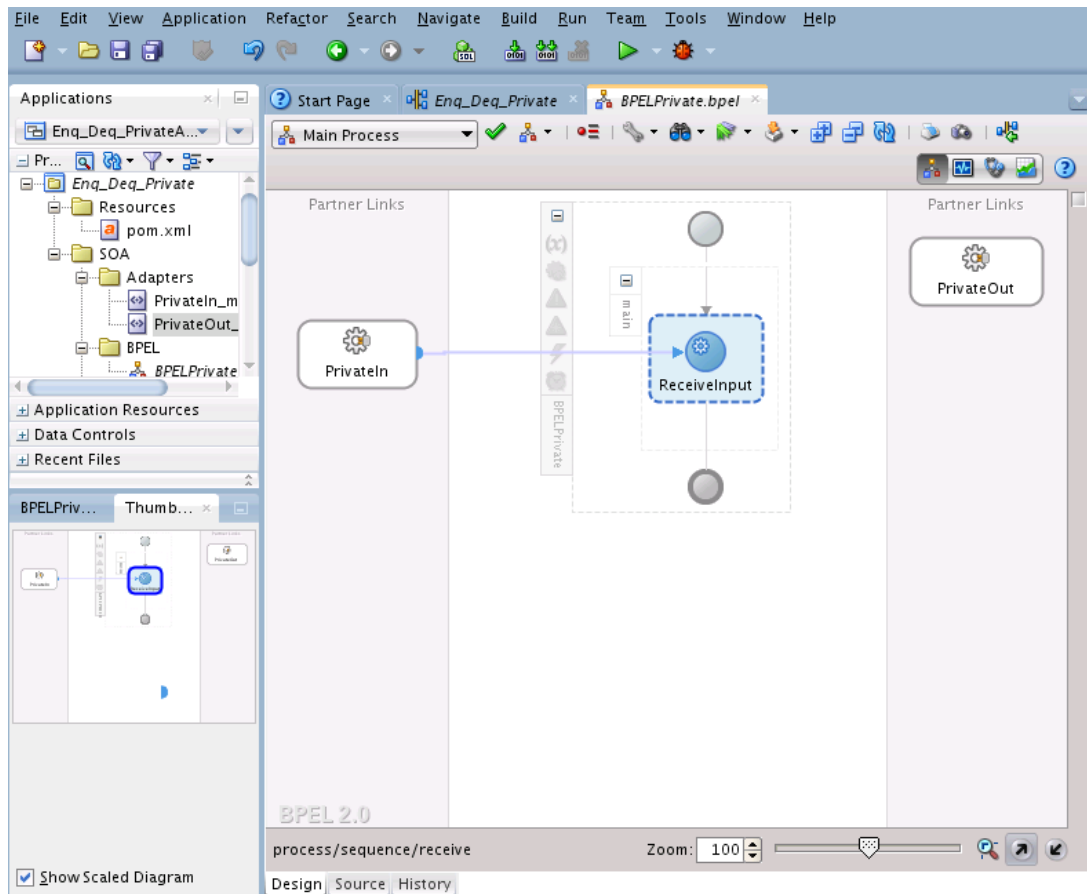 File Edit View Application Refactor Search Navigate Build Run Team Tools Window Help
Applications
Start Page
Enq_Deq_Private
BPELPrivate.bpel
Enq_Deq_PrivateA...
Main Process
Pr...
Enq_Deq_Private
Resources
pom.xml
SOA
Adapters
PrivateIn_m
PrivateOut_
BPEL
BPELPrivate
Application Resources
Data Controls
Recent Files
BPELPriv...
Thumb...
Show Scaled Diagram
Partner Links
Partner Links
(x)
main
BPELPrivate
PrivateIn
ReceiveInput
PrivateOut
BPEL 2.0
process/sequence/receive
Zoom: 100
Design Source History